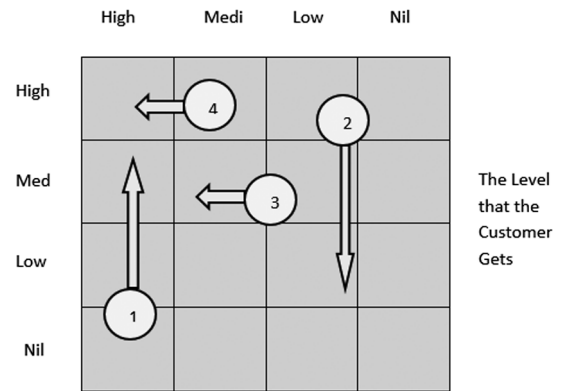 High Medi Low Nil
High
4
2
Med
The Level
that the
Customer
Gets
3
Low
1
Nil